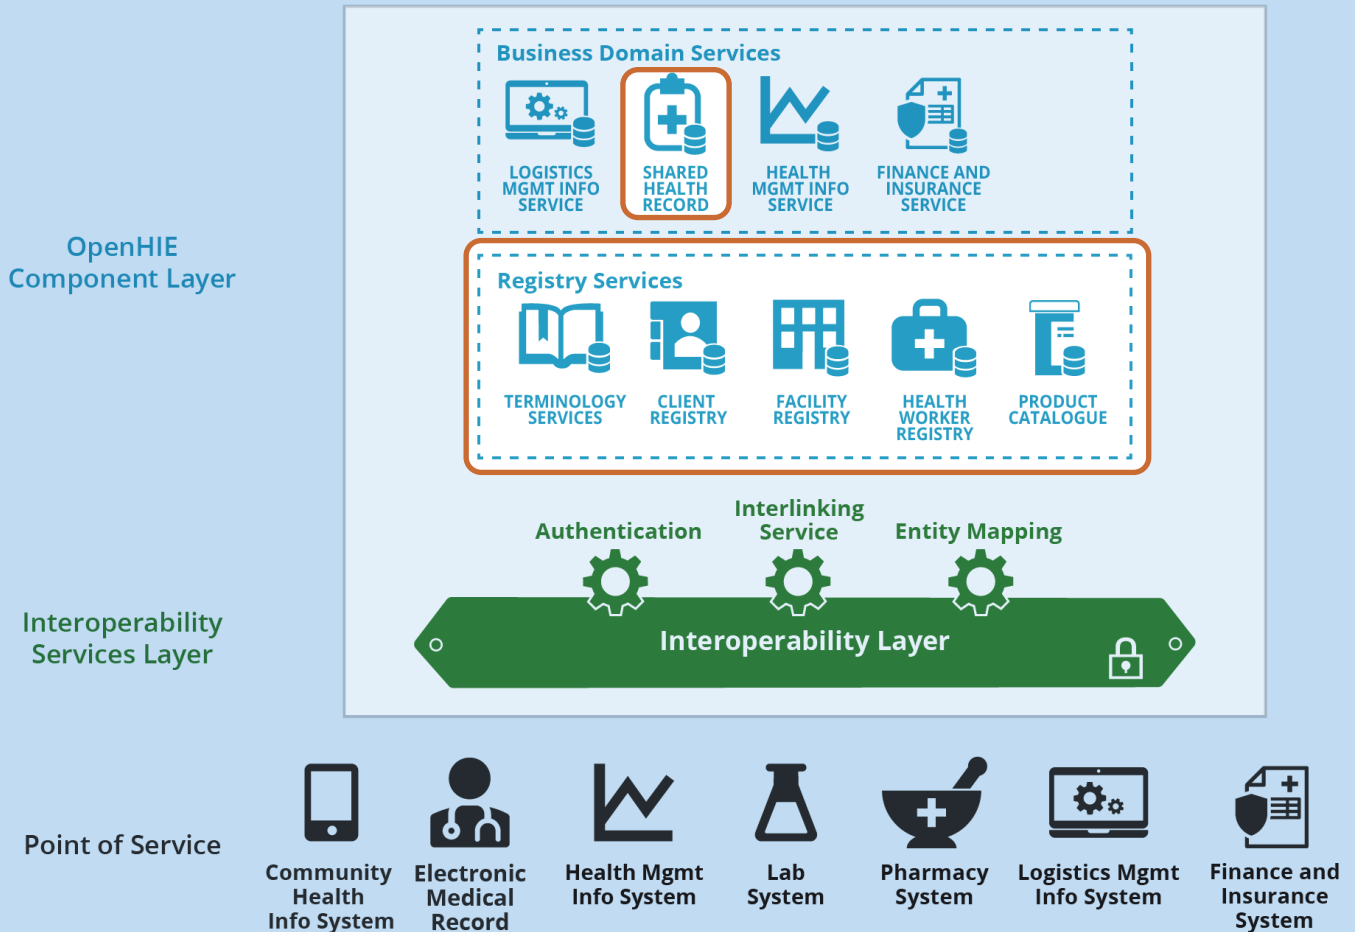 Business Domain Services
LOGISTICS
MGMT INFO
SERVICE
SHARED
HEALTH
RECORD
HEALTH
MGMT INFO
SERVICE
FINANCE AND
INSURANCE
SERVICE
OpenHIE
Component Layer
Registry Services
TERMINOLOGY
SERVICES
CLIENT
REGISTRY
FACILITY
REGISTRY
HEALTH
WORKER
REGISTRY
PRODUCT
CATALOGUE
Authentication
Interlinking
Service
Entity Mapping
Interoperability
Services Layer
Interoperability Layer
Point of Service
Community
Health
Info System
Electronic
Medical
Record
Health Mgmt
Info System
Lab
System
Pharmacy
System
Logistics Mgmt
Info System
Finance and
Insurance
System